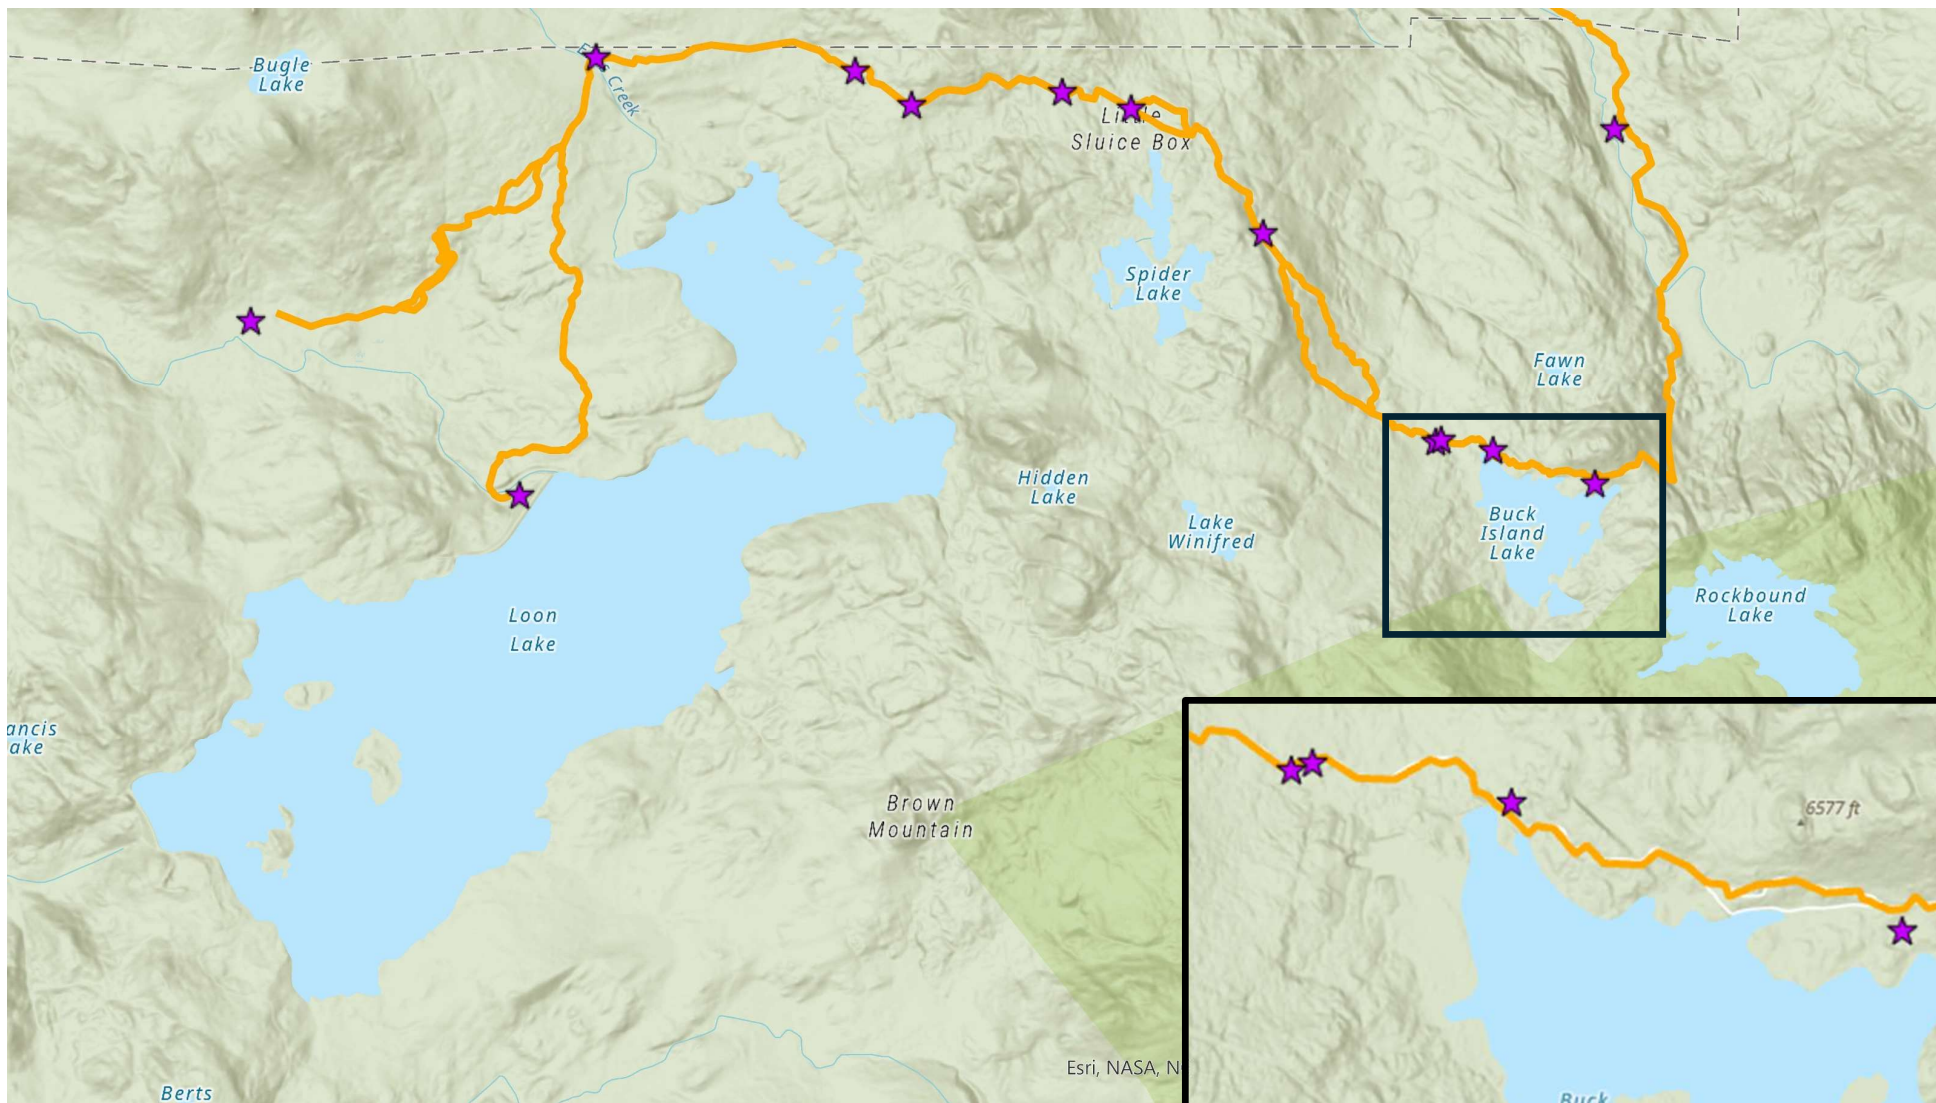 Bugle
Lake
Creek
Little
Sluice Box
Spider
Lake
Fawn
Lake
Hidden
Lake
Lake
Winifred
Buck
Island
Lake
Rockbound
Lake
Loon
Lake
ancis
ake
Brown
Mountain
6577 ft
Esri, NASA, N
Berts
Buck